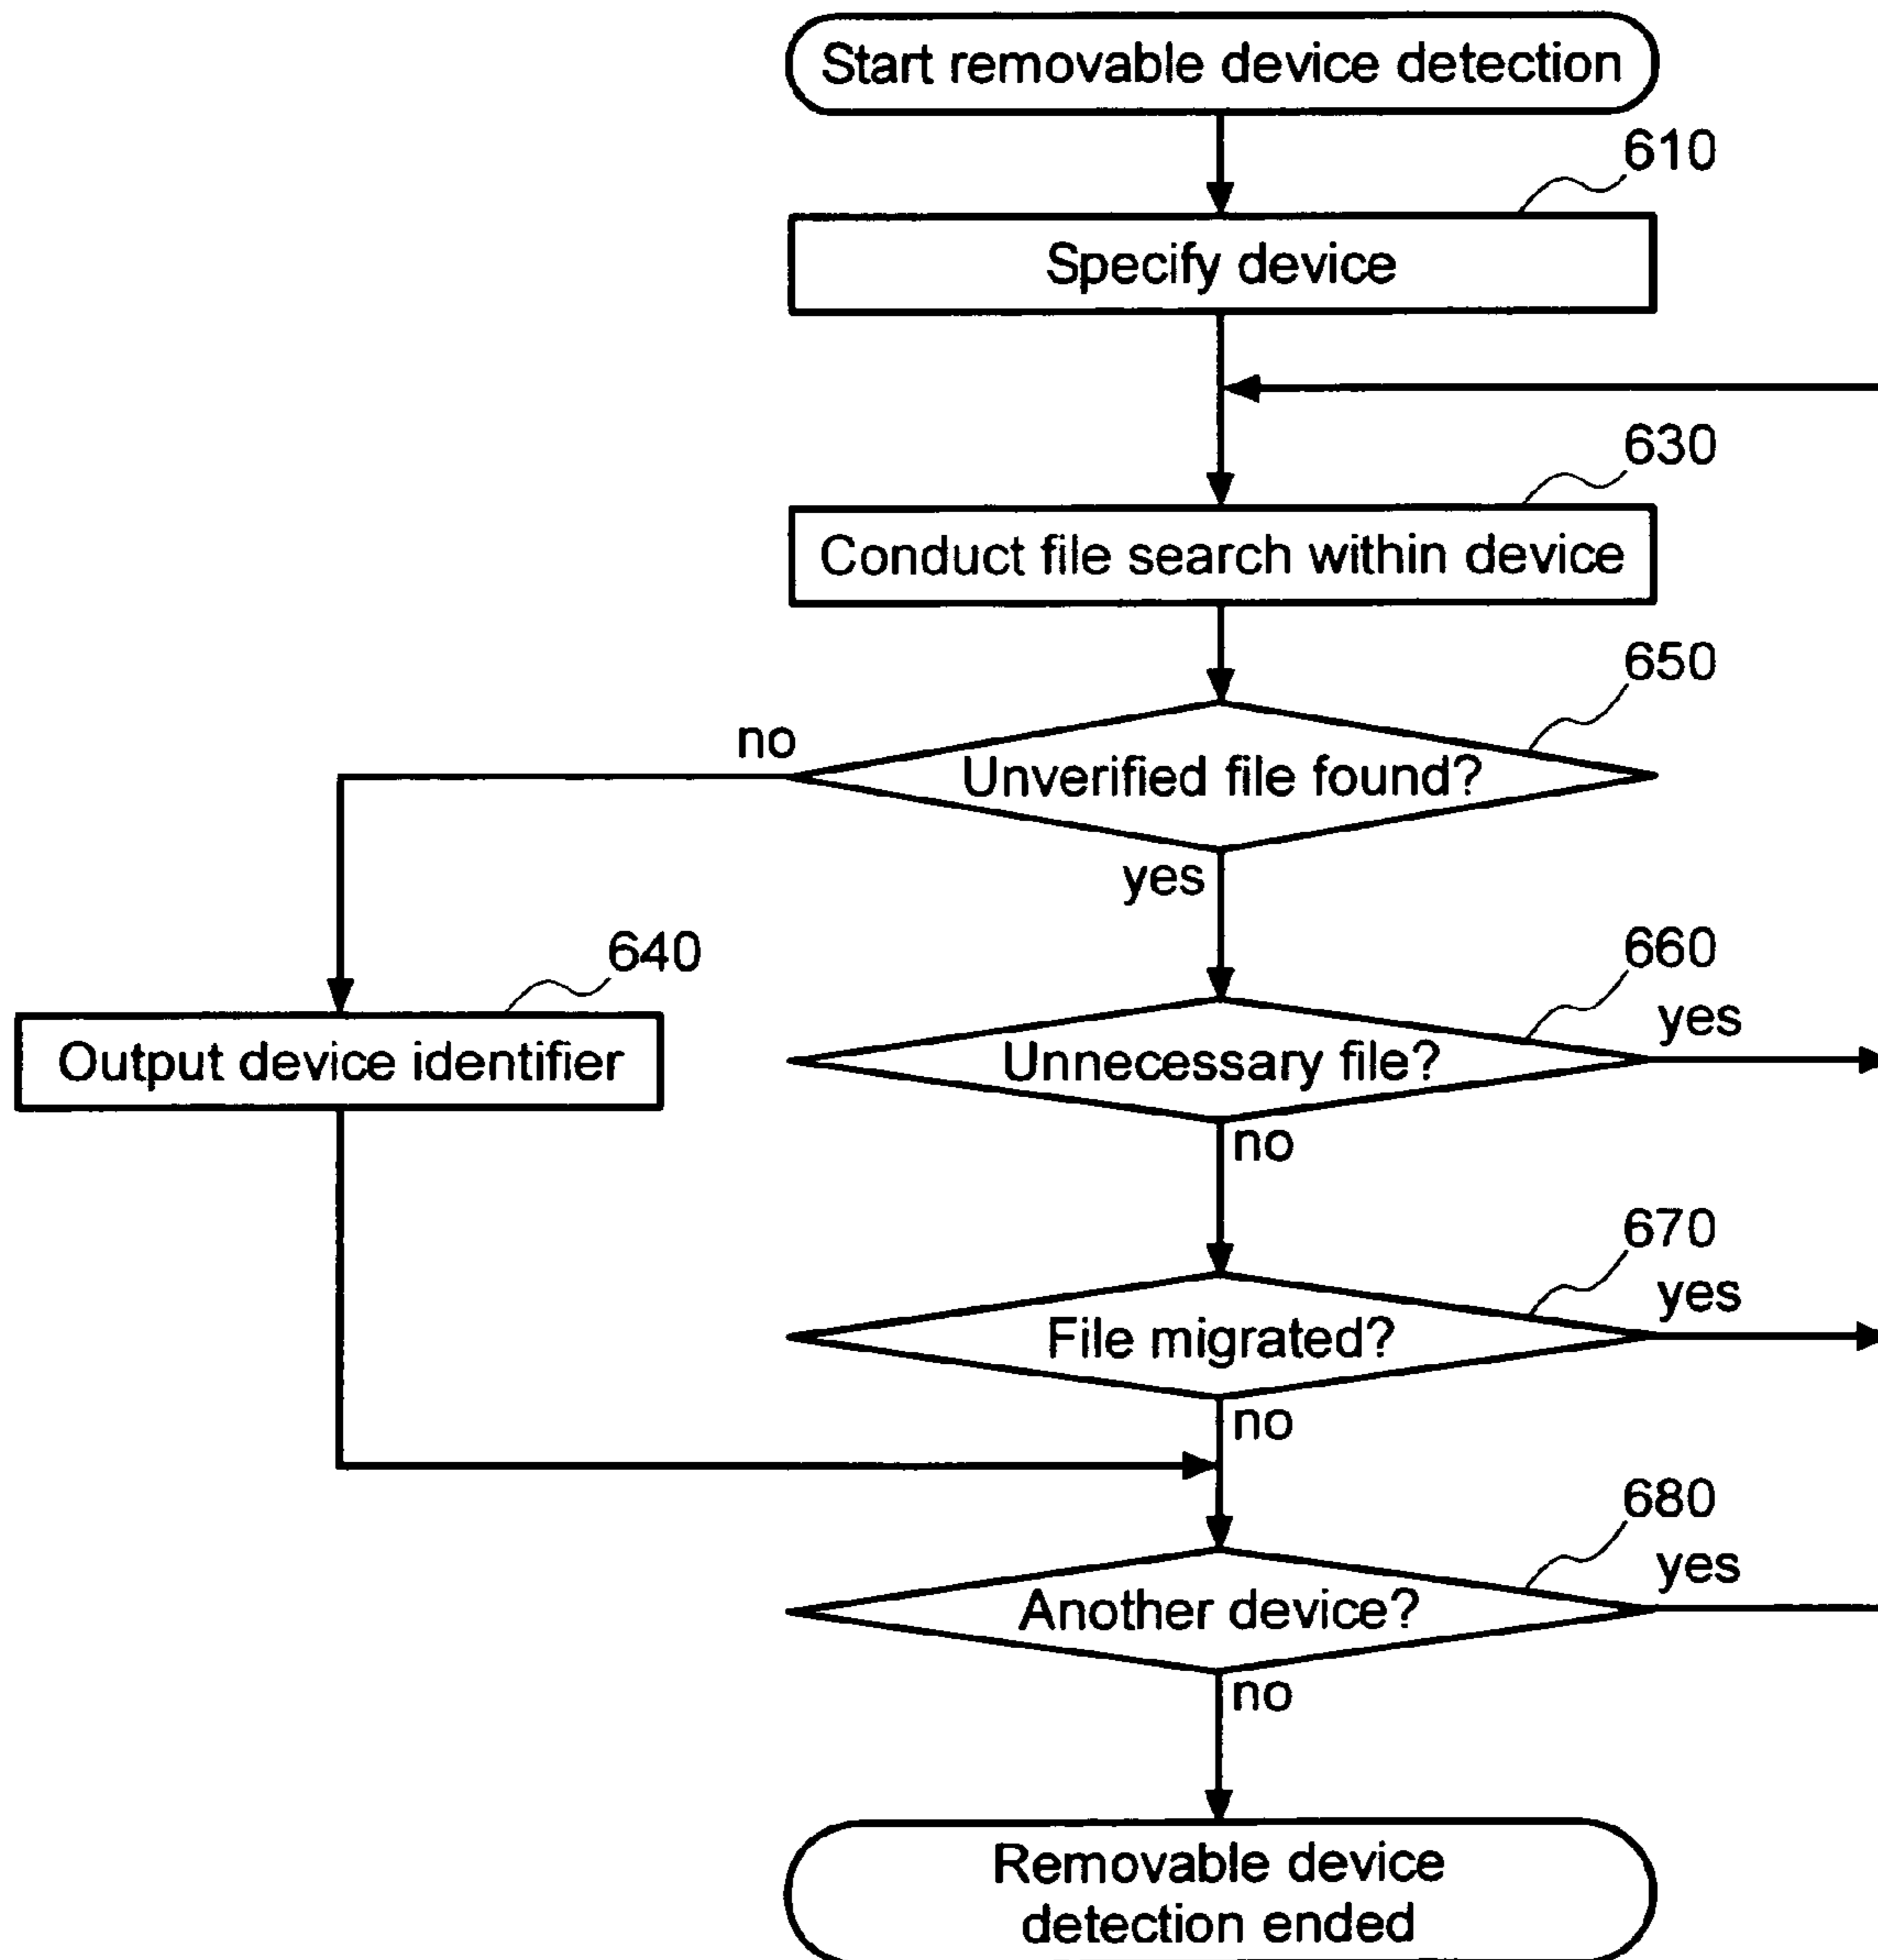 Start removable device detection
610
Specify device
630
Conduct file search within device
650
no
Unverified file found?
yes
640
660
yes
Output device identifier
Unnecessary file?
no
670
yes
File migrated?
no
680
yes
Another device?
no
Removable device
detection ended